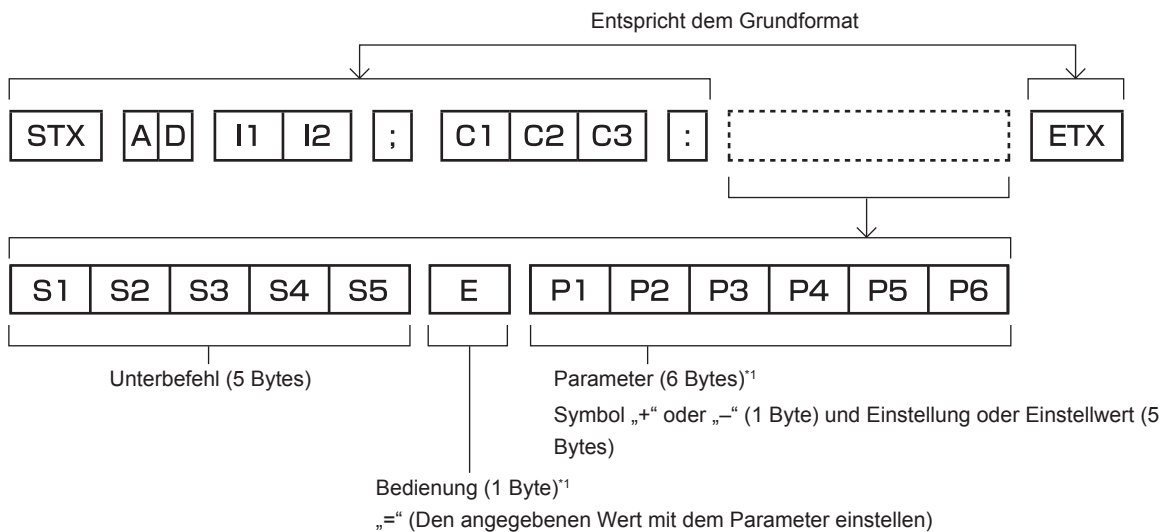 Entspricht dem Grundformat
STX A D I1 I2 ; C1 C2 C3 : ETX
S1 S2 S3 S4 S5 E P1 P2 P3 P4 P5 P6
Unterbefehl (5 Bytes)
Parameter (6 Bytes)*1
Symbol „+“ oder „–“ (1 Byte) und Einstellung oder Einstellwert (5
Bytes)
Bedienung (1 Byte)*1
„=“ (Den angegebenen Wert mit dem Parameter einstellen)